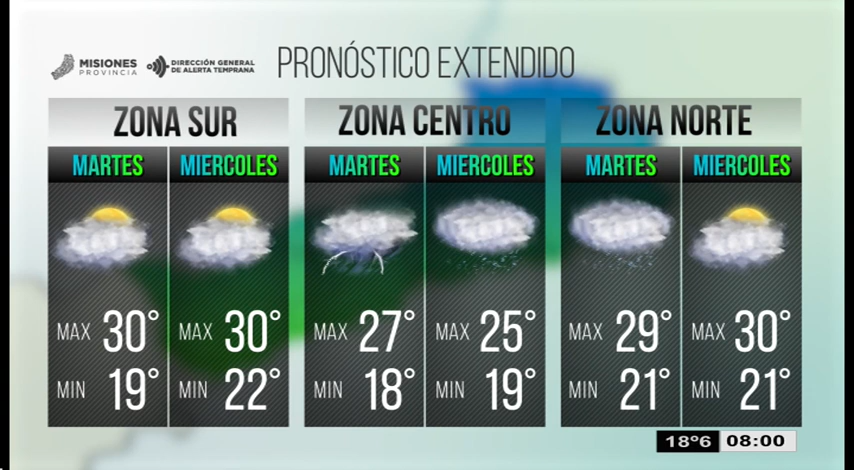 MISIONES
PROVINCIA
DIRECCIÓN GENERAL
DE ALERTA TEMPRANA
PRONÓSTICO EXTENDIDO
ZONA SUR
MARTES MIERCOLES
MAX 30° MAX 30°
MIN 19° MIN 22°
ZONA CENTRO
MARTES MIERCOLES
MAX 27° MAX 25°
MIN 18° MIN 19°
ZONA NORTE
MARTES MIERCOLES
MAX 29° MAX 30°
MIN 21° MIN 21°
18º6 08:00